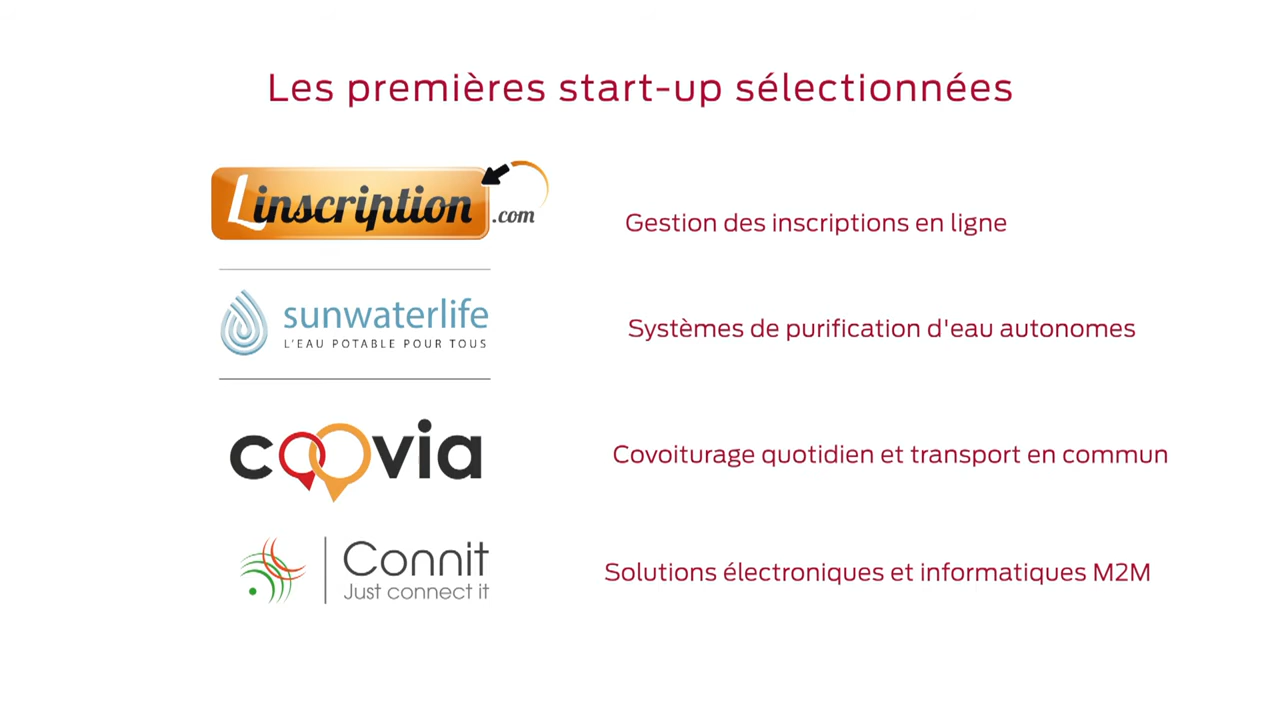 Les premières start-up sélectionnées
Linscription.com
Gestion des inscriptions en ligne
sunwaterlife
L'EAU POTABLE POUR TOUS
Systèmes de purification d'eau autonomes
coovia
Covoiturage quotidien et transport en commun
Connit
Just connect it
Solutions électroniques et informatiques M2M